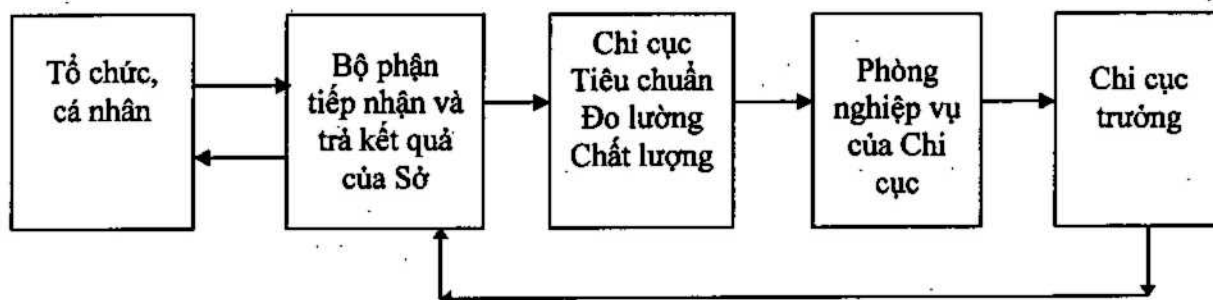 Tổ chức,
cá nhân
Bộ phận
tiếp nhận và
trả kết quả
của Sở
Chi cục
Tiêu chuẩn
Đo lường
Chất lượng
Phòng
nghiệp vụ
của Chi
cục
Chi cục
trưởng